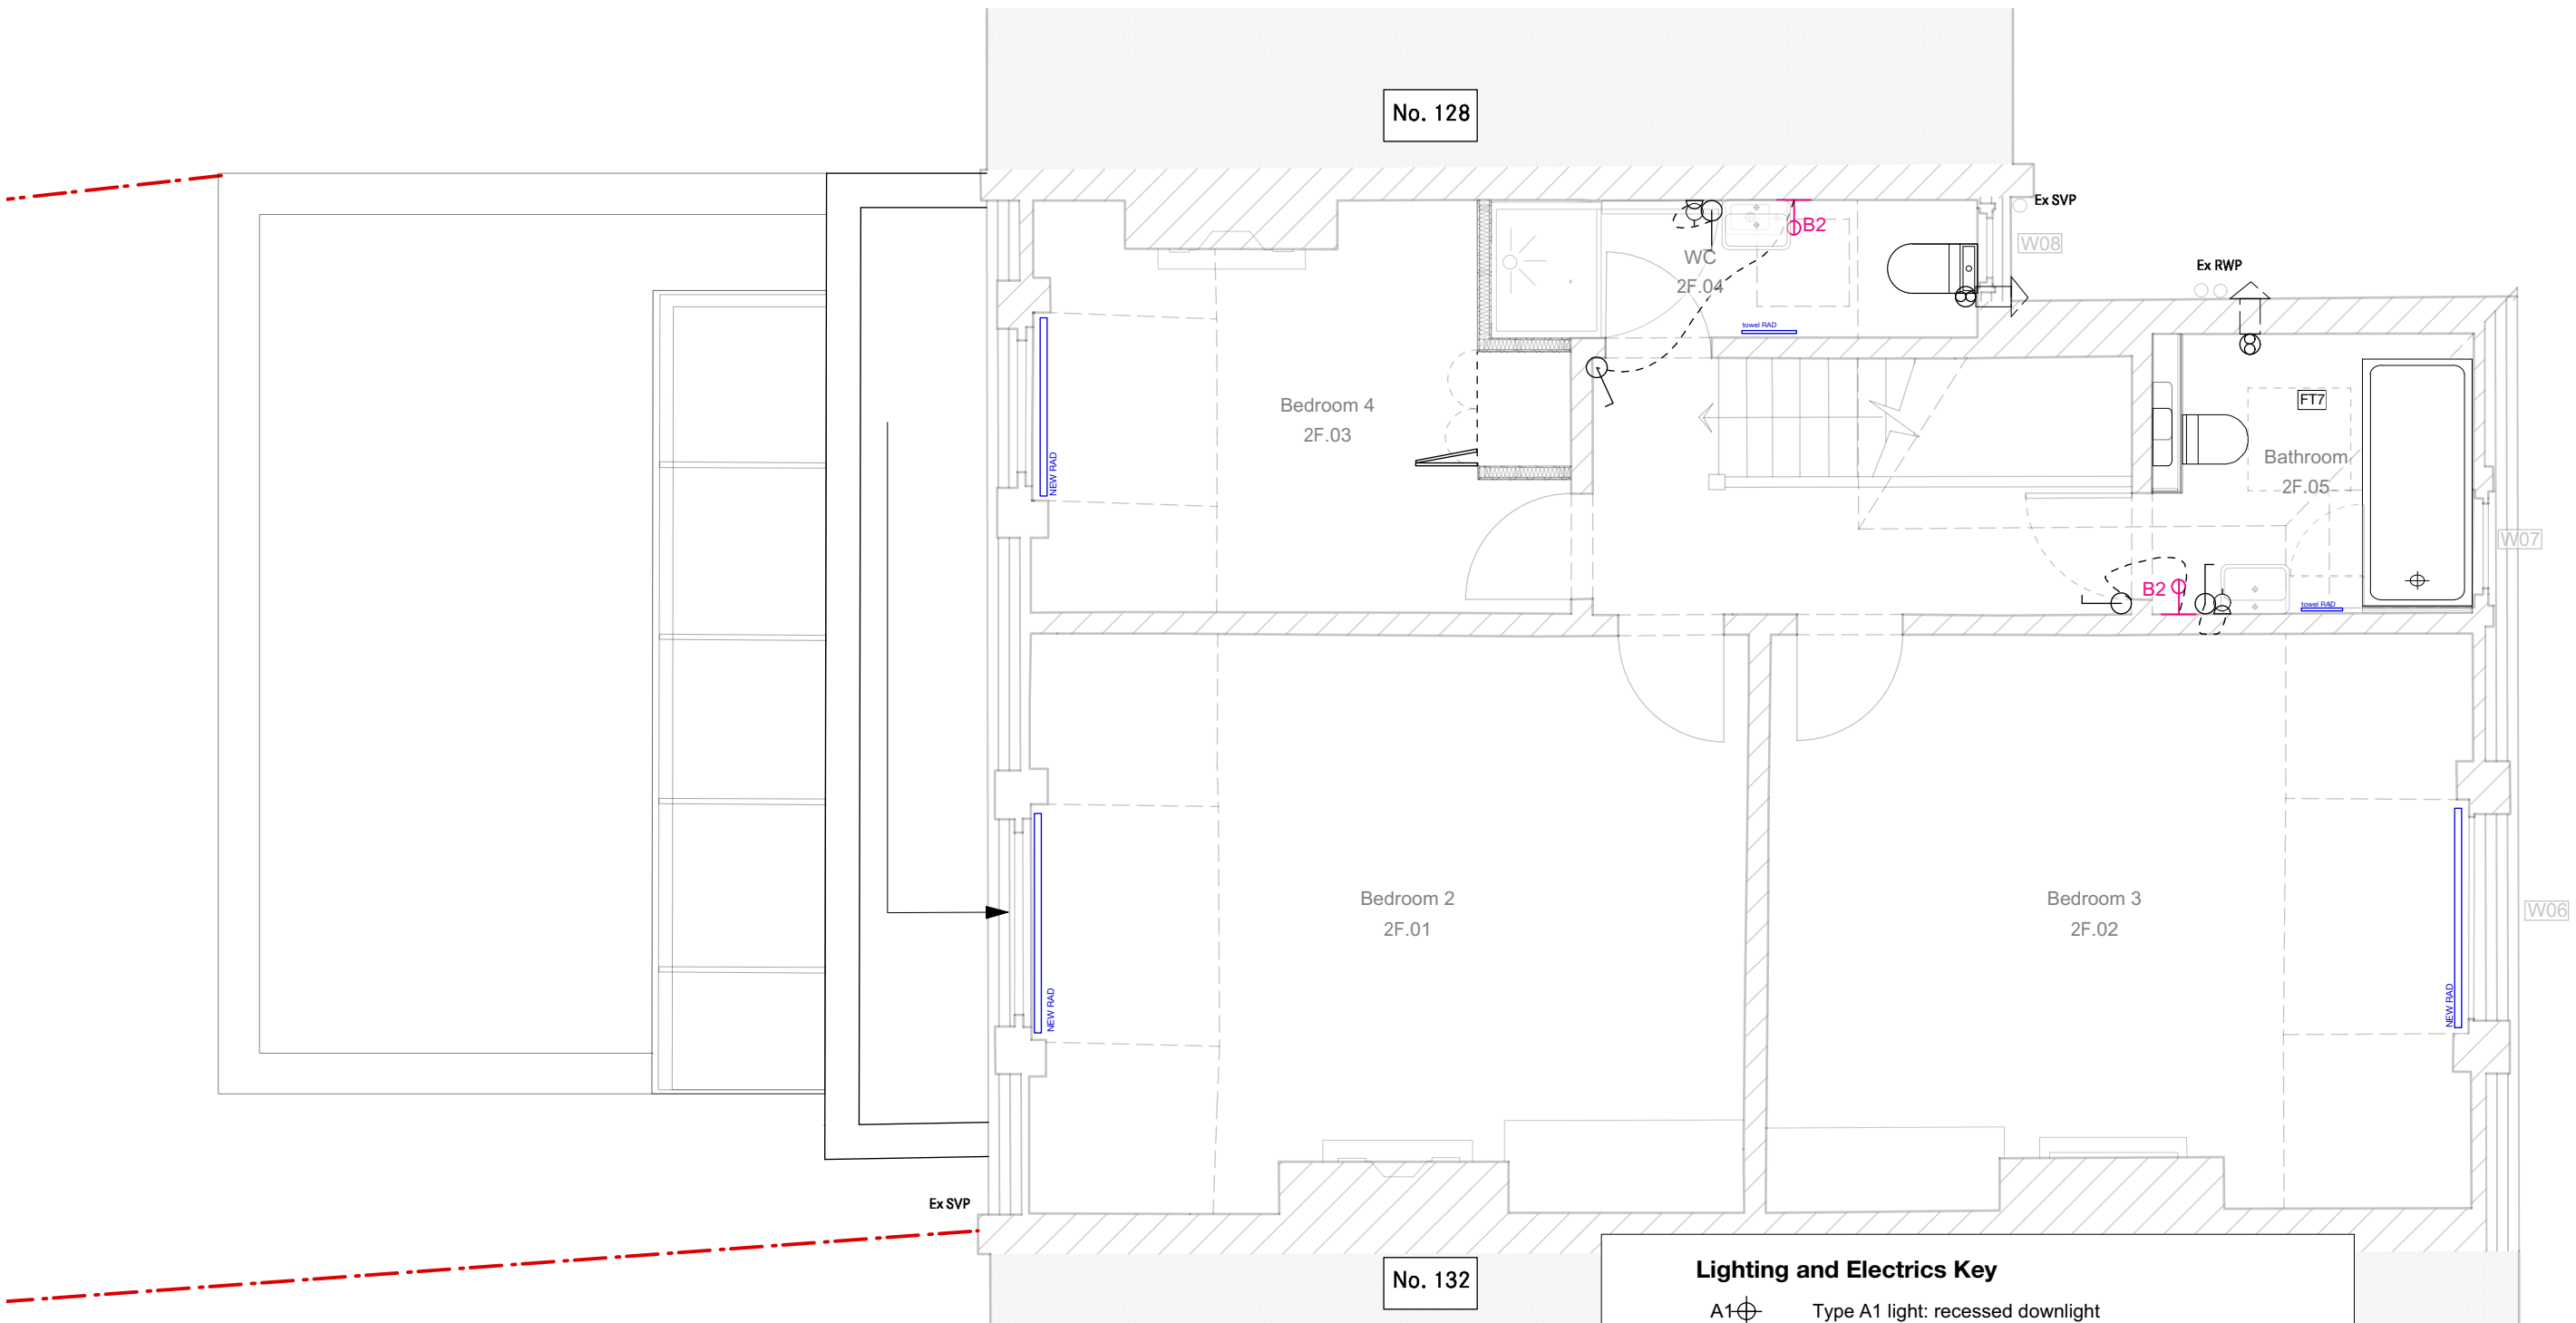 No. 128
Ex SVP
B2
W08
WC
2F.04
Ex RWP
towel RAD
FT7
Bedroom 4
2F.03
NEW RAD
Bathroom
2F.05
W07
B2
towel RAD
Bedroom 2
2F.01
Bedroom 3
2F.02
W06
NEW RAD
NEW RAD
Ex SVP
No. 132
Lighting and Electrics Key
A1 Type A1 light: recessed downlight